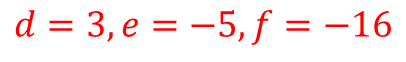 d = 3, e = −5, f = −16